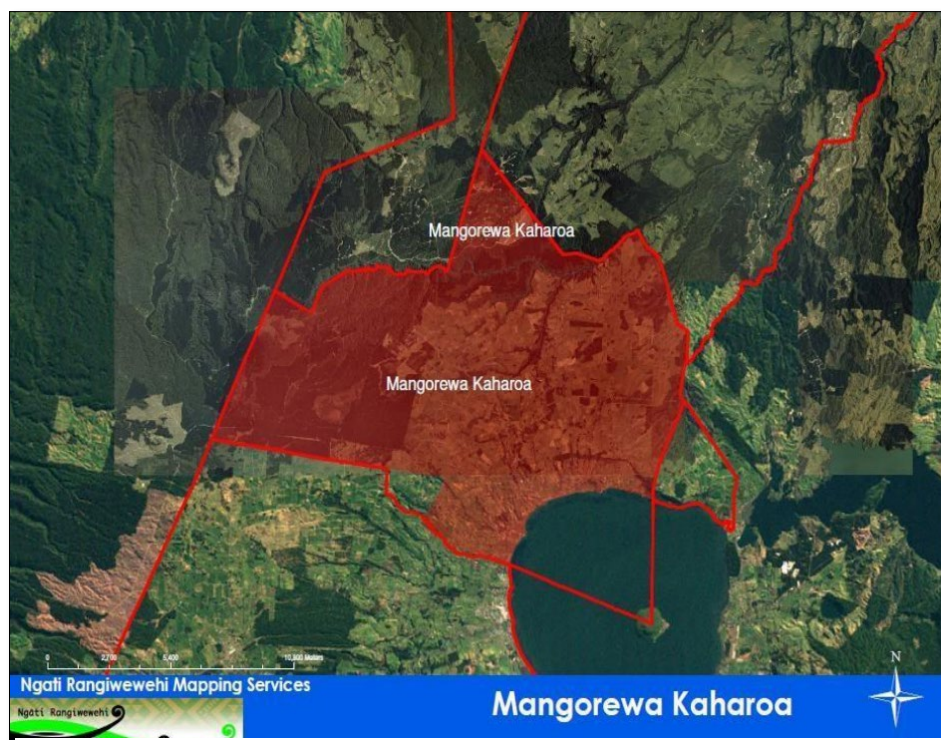 Mangorewa Kaharoa
Mangorewa Kaharoa
0 2,700 5,400 10,800 Meters
N
Ngati Rangiwewehi Mapping Services
Ngāti Rangiwewehi
Mangorewa Kaharoa